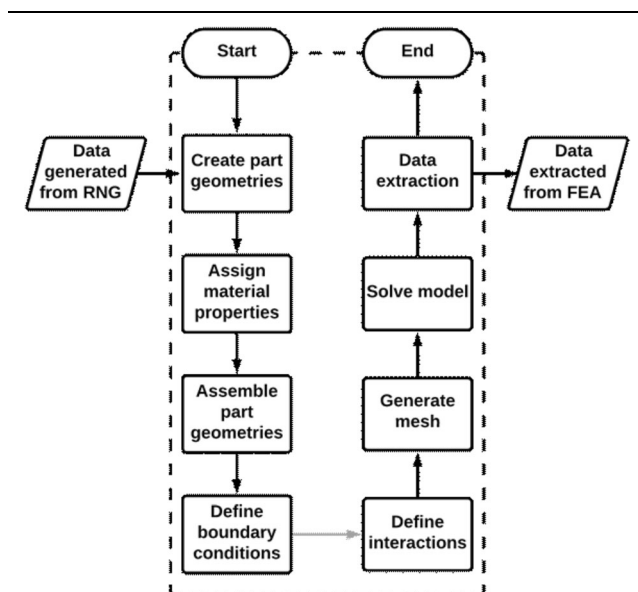 Start
End
Data
generated
from RNG
Create part
geometries
Data
extraction
Data
extracted
from FEA
Assign
material
properties
Solve model
Assemble
part
geometries
Generate
mesh
Define
boundary
conditions
Define
interactions